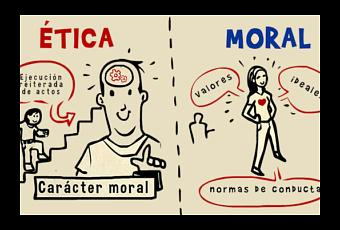 ÉTICA
Ejecución
reiterada
de actos
Carácter moral
MORAL
valores
ideales
normas de conducta